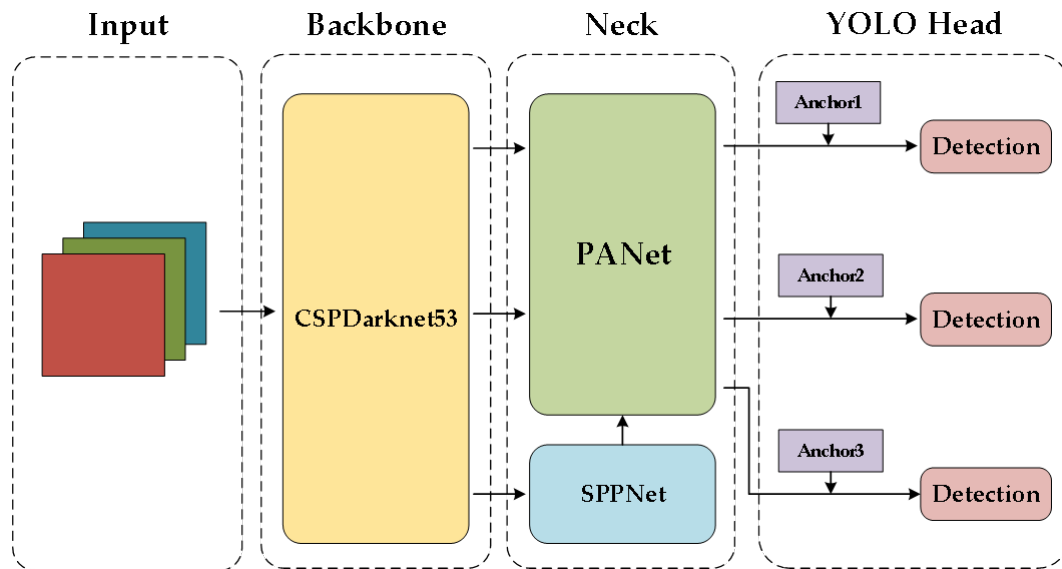 Input
Backbone
Neck
YOLO Head
Anchor1
Detection
PANet
Anchor2
CSPDarknet53
Detection
Anchor3
SPPNet
Detection